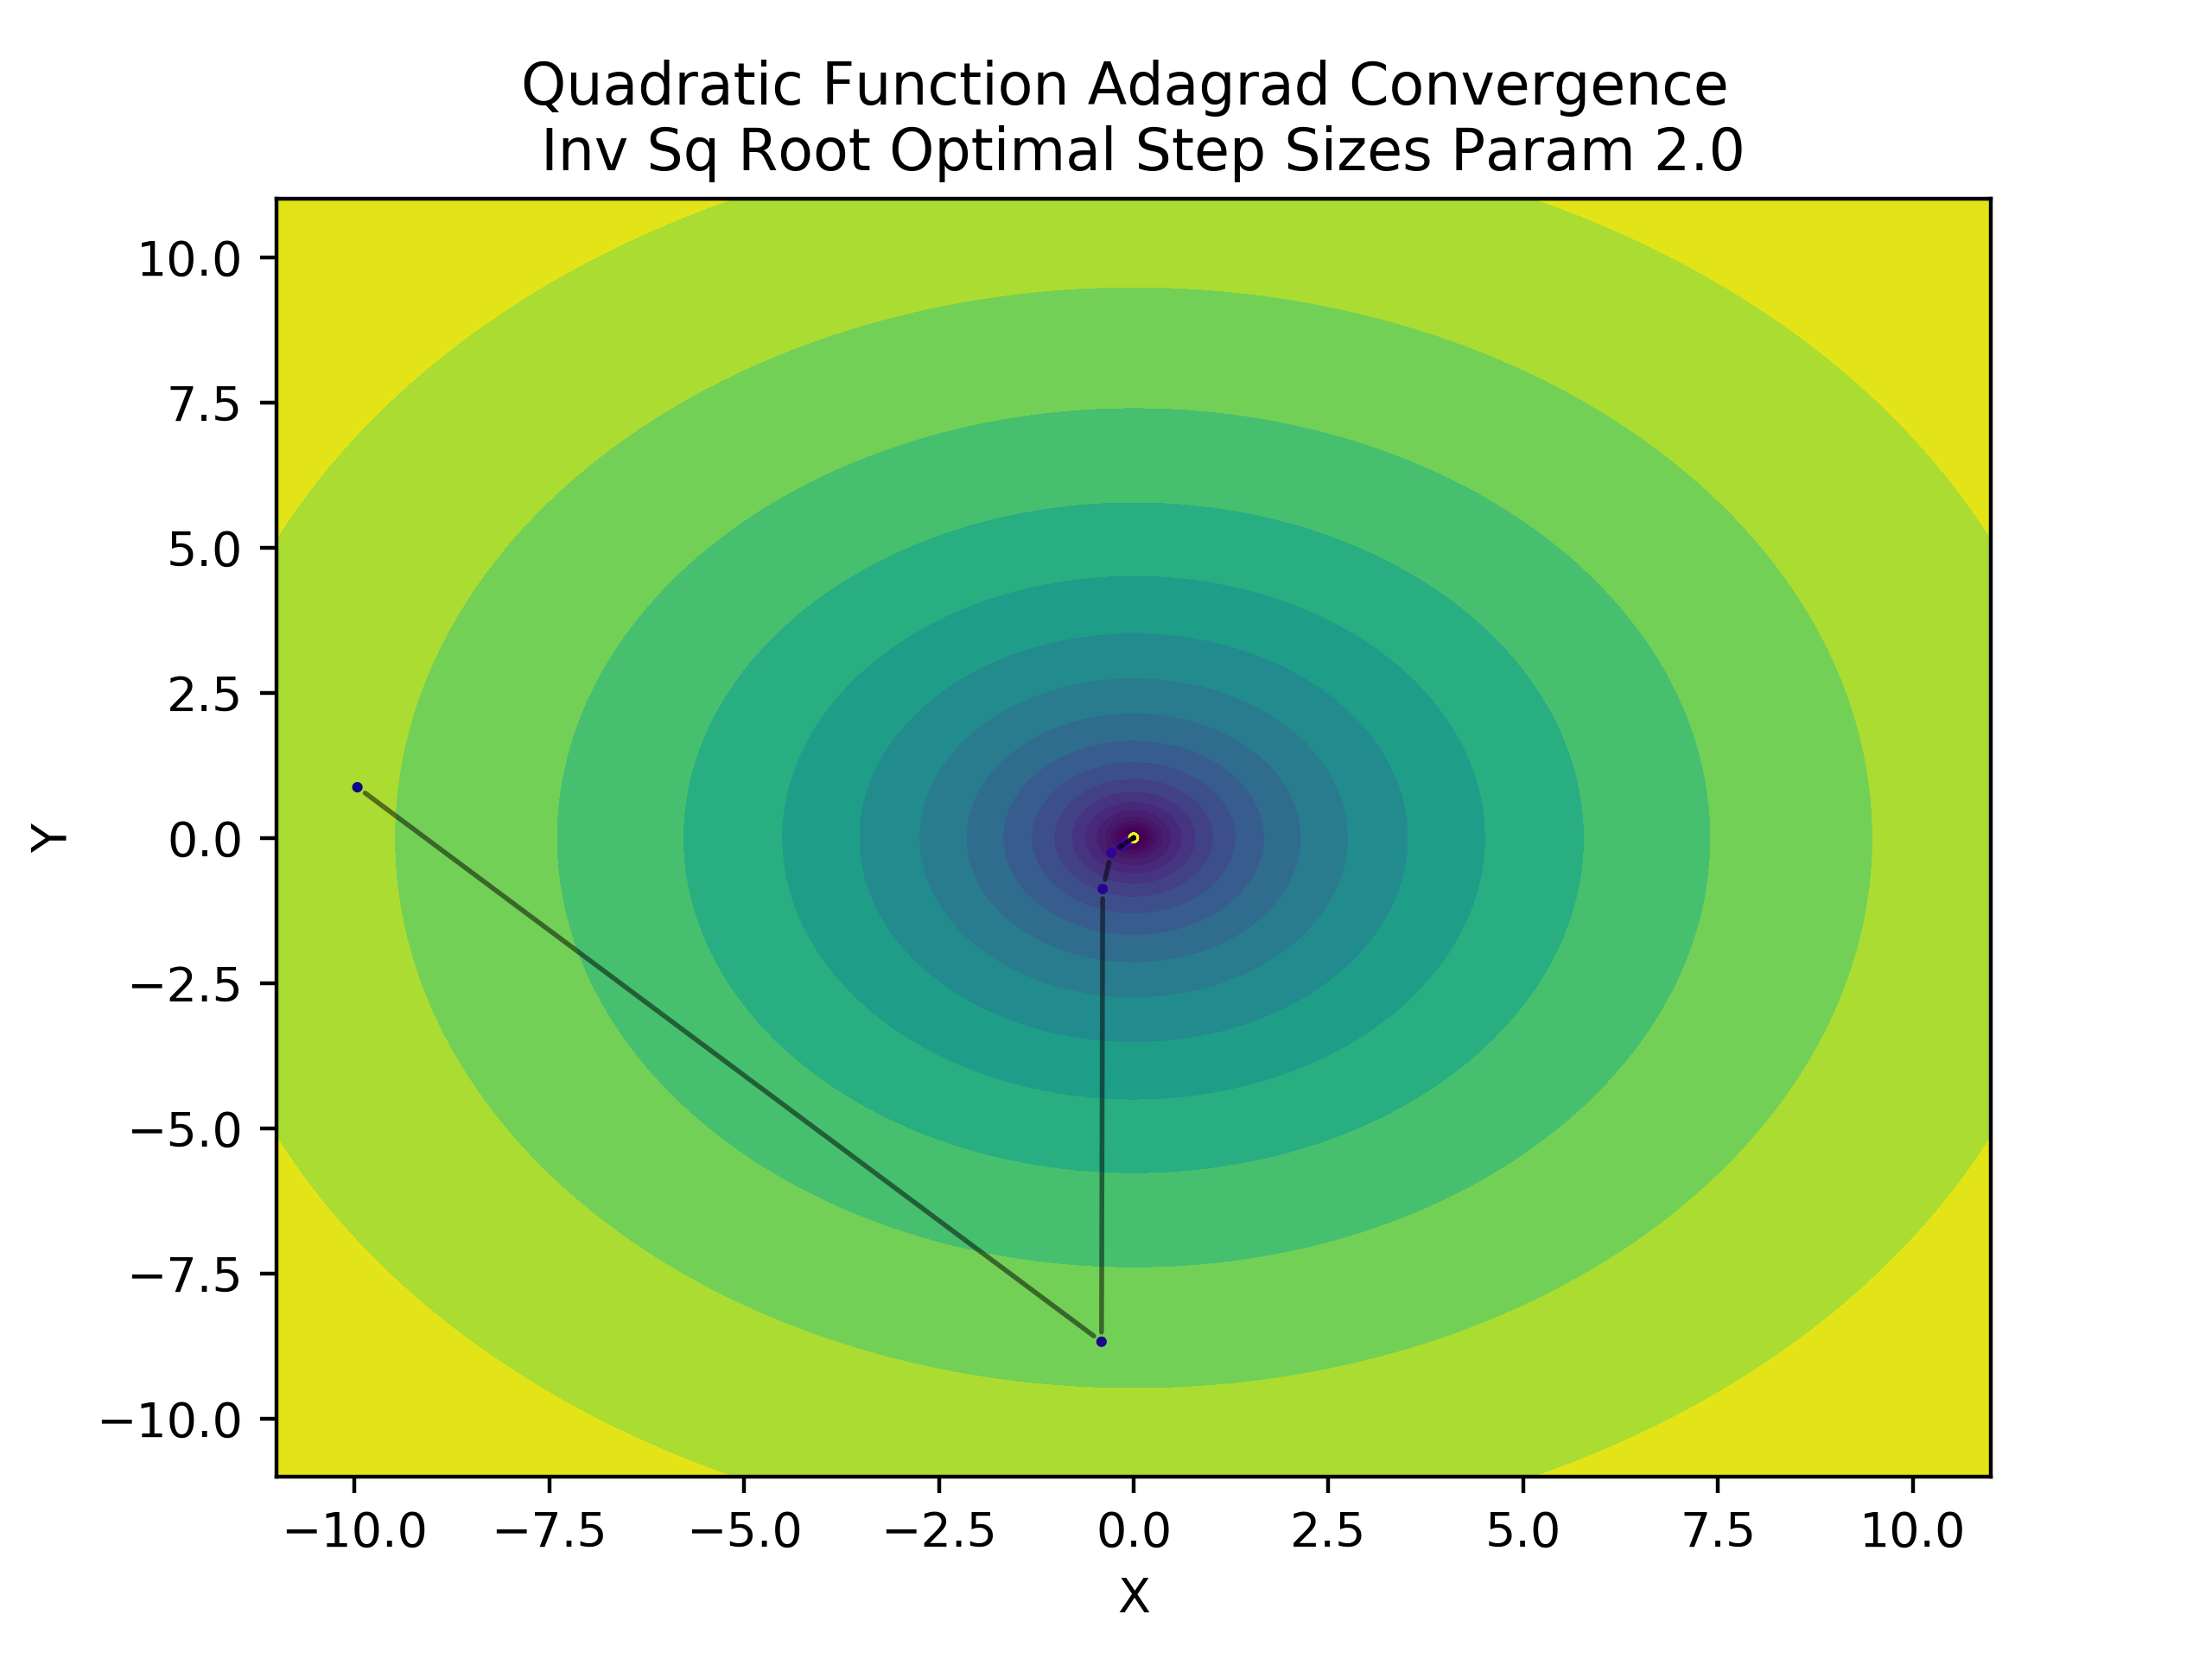 Quadratic Function Adagrad Convergence
Inv Sq Root Optimal Step Sizes Param 2.0
10.0
7.5
5.0
2.5
0.0
−2.5
−5.0
−7.5
−10.0
Y
−10.0 −7.5 −5.0 −2.5 0.0 2.5 5.0 7.5 10.0
X